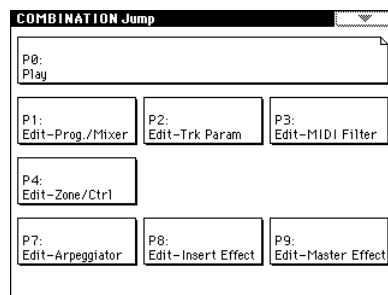 COMBINATION Jump
P0:
Play
P1:
Edit-Prog./Mixer
P2:
Edit-Trk Param
P3:
Edit-MIDI Filter
P4:
Edit-Zone/Ctrl
P7:
Edit-Arpeggiator
P8:
Edit-Insert Effect
P9:
Edit-Master Effect